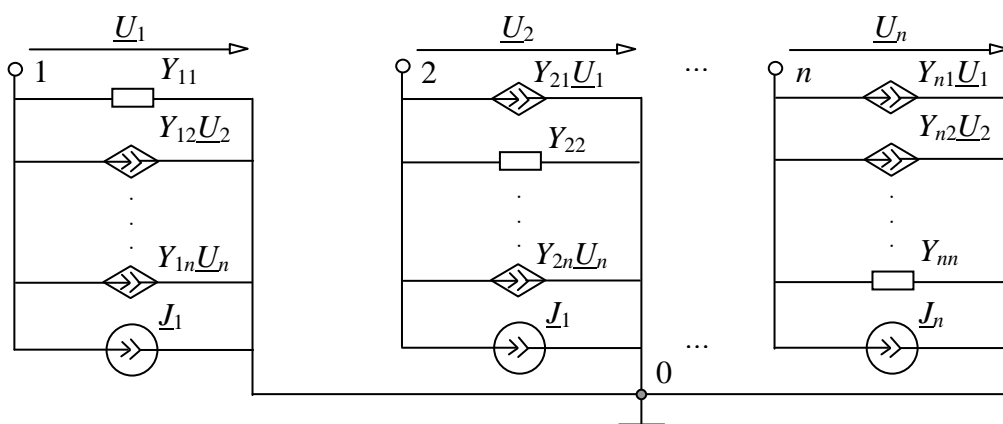 U1 U2 Un
1 Y11 2 Y21U1 ... n Yn1U1
Y12U2 Y22 Yn2U2
Y1nUn Y2nUn Ynn
J1 J1 ... Jn
0